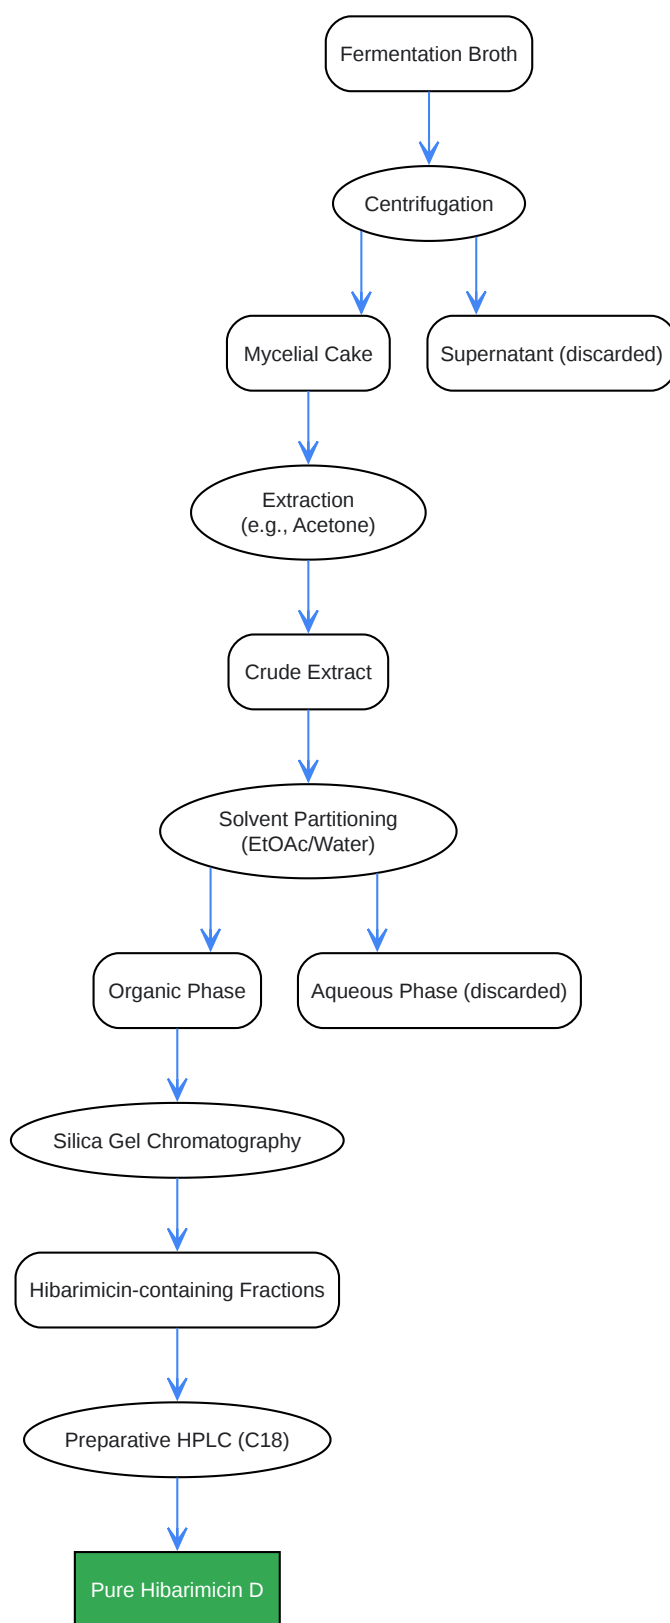 Fermentation Broth
Centrifugation
Mycelial Cake
Supernatant (discarded)
Extraction
(e.g., Acetone)
Crude Extract
Solvent Partitioning
(EtOAc/Water)
Organic Phase
Aqueous Phase (discarded)
Silica Gel Chromatography
Hibarimicin-containing Fractions
Preparative HPLC (C18)
Pure Hibarimicin D